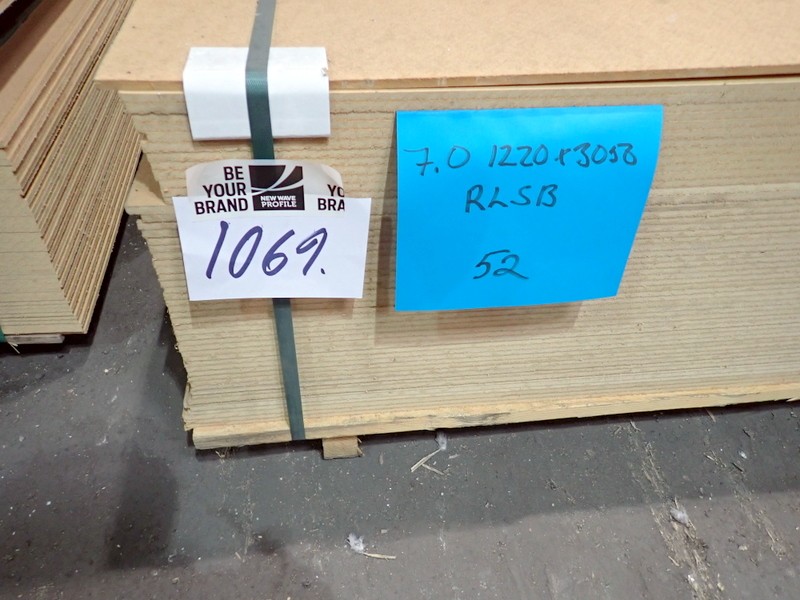 BE
YOUR
BRAND
NEW WAVE
PROFILE
YO
BRA
1069.
7.0 1220 x 3050
RLSB
52